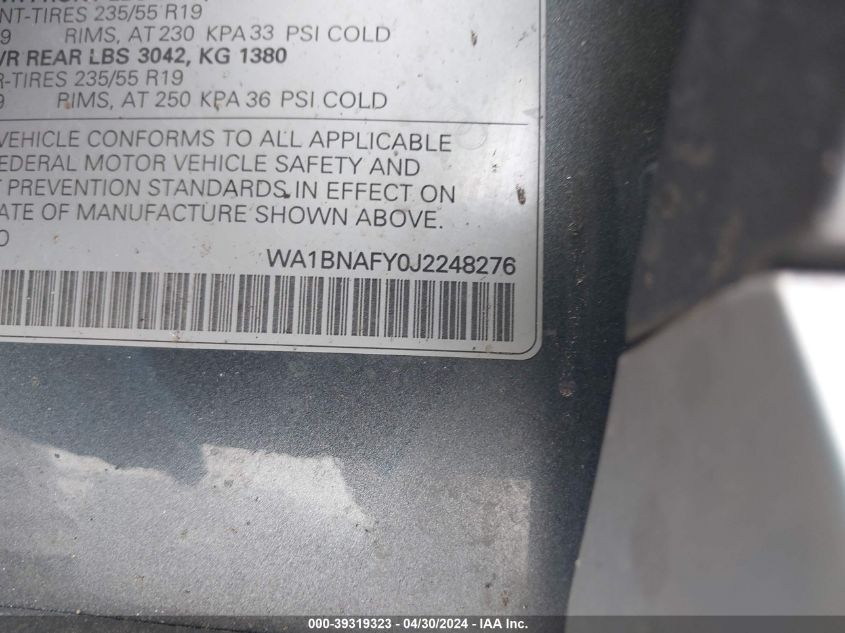 NT-TIRES 235/55 R19
9 RIMS, AT 230 KPA 33 PSI COLD
R REAR LBS 3042, KG 1380
R-TIRES 235/55 R19
9 RIMS, AT 250 KPA 36 PSI COLD
VEHICLE CONFORMS TO ALL APPLICABLE
EDERAL MOTOR VEHICLE SAFETY AND
T PREVENTION STANDARDS IN EFFECT ON
ATE OF MANUFACTURE SHOWN ABOVE.
O
WA1BNAFY0J2248276
000-39319323 - 04/30/2024 - © IAA Inc.